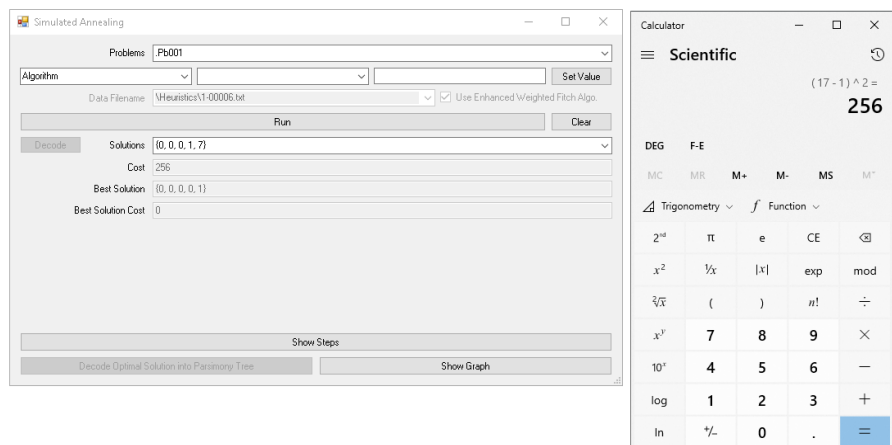 Simulated Annealing
Problems .Pb001
Algorithm Set Value
Data Filename \Heuristics\1-00006.txt Use Enhanced Weighted Fitch Algo.
Run Clear
Decode Solutions {0, 0, 0, 1, 7}
Cost 256
Best Solution {0, 0, 0, 0, 1}
Best Solution Cost 0
Show Steps
Decode Optimal Solution into Parsimony Tree Show Graph
Calculator
Scientific
(17 - 1) ^ 2 =
256
DEG F-E
MC MR M+ M- MS M˅
Trigonometry f Function
2ⁿᵈ π e CE
x² ¹/x |x| exp mod
²√x ( ) n! ÷
xʸ 7 8 9 ×
10ˣ 4 5 6 −
log 1 2 3 +
ln +/− 0 . =